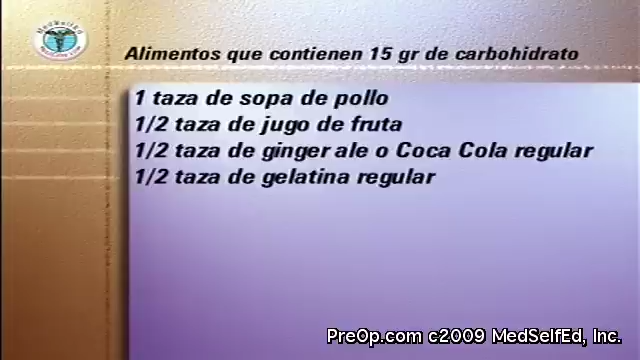 MedSelfEd
Alimentos que contienen 15 gr de carbohidrato
1 taza de sopa de pollo
1/2 taza de jugo de fruta
1/2 taza de ginger ale o Coca Cola regular
1/2 taza de gelatina regular
PreOp.com c2009 MedSelfEd, Inc.